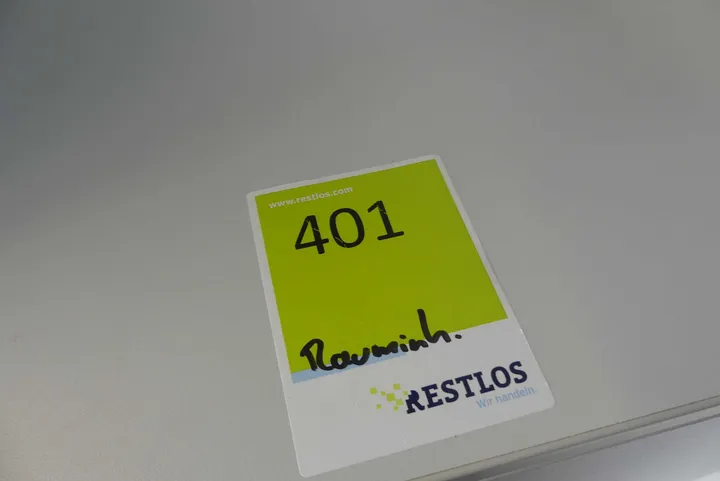 www.restlos.com
401
Rauminh.
RESTLOS
Wir handeln.